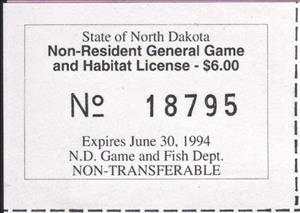 State of North Dakota
Non-Resident General Game
and Habitat License - $6.00
Nº 18795
Expires June 30, 1994
N.D. Game and Fish Dept.
NON-TRANSFERABLE